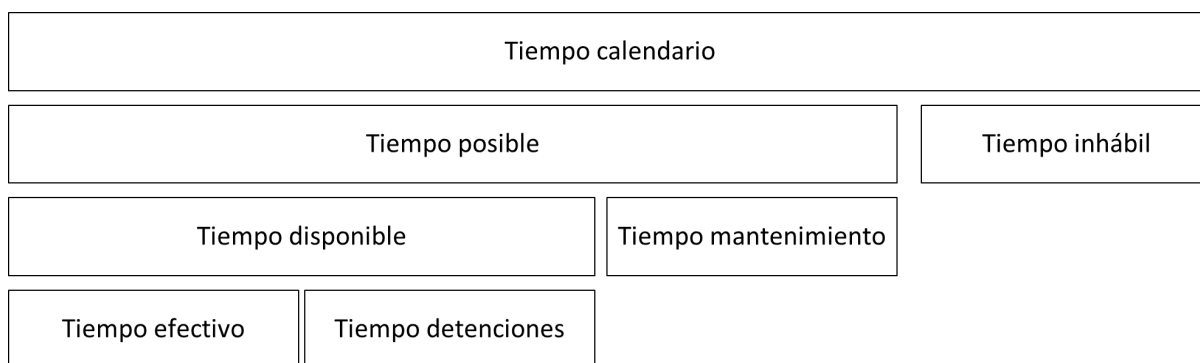 Tiempo calendario
Tiempo posible
Tiempo inhábil
Tiempo disponible
Tiempo mantenimiento
Tiempo efectivo
Tiempo detenciones